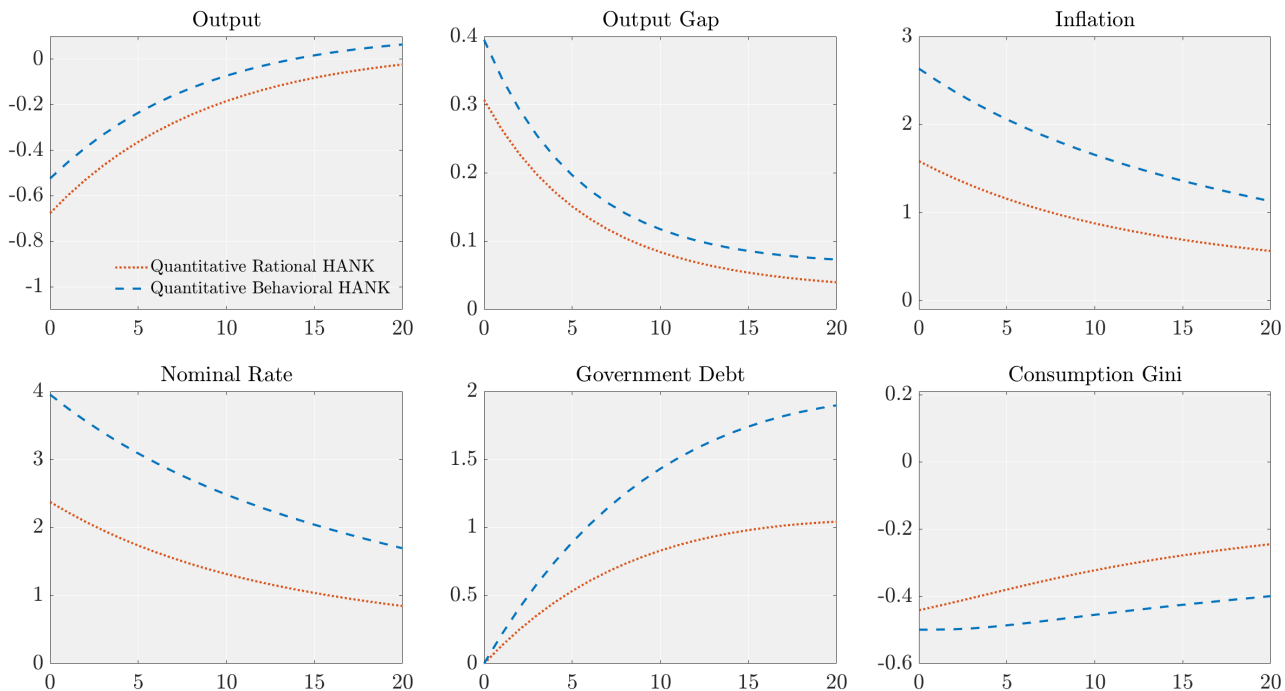 Output
0
-0.2
-0.4
-0.6
-0.8
-1
Quantitative Rational HANK
Quantitative Behavioral HANK
0 5 10 15 20
Output Gap
0.4
0.3
0.2
0.1
0
0 5 10 15 20
Inflation
3
2
1
0
0 5 10 15 20
Nominal Rate
4
3
2
1
0
0 5 10 15 20
Government Debt
2
1.5
1
0.5
0
0 5 10 15 20
Consumption Gini
0.2
0
-0.2
-0.4
-0.6
0 5 10 15 20